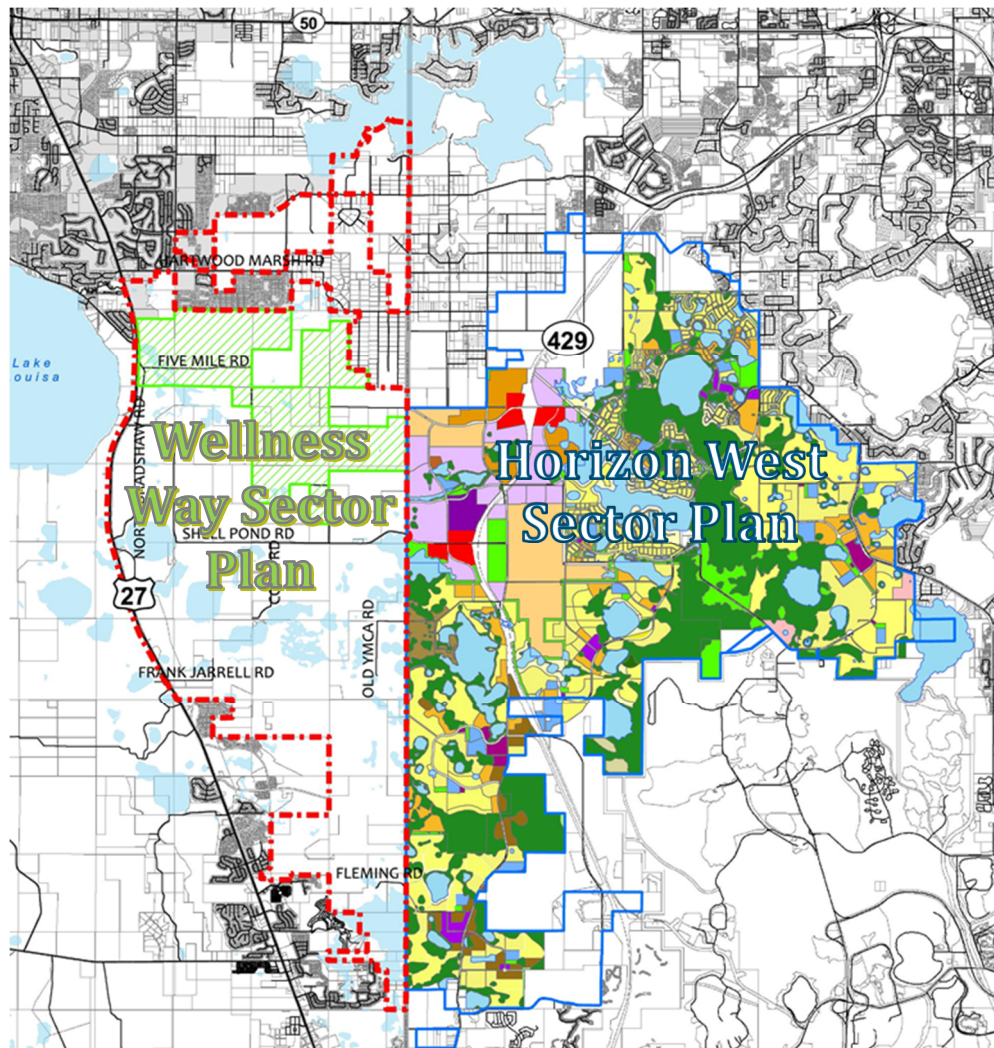 50
HARTWOOD MARSH RD
429
FIVE MILE RD
Lake
ouisa
Wellness
Way Sector
Plan
Horizon West
Sector Plan
SHELL POND RD
27
OLD YMCA RD
FRANK JARRELL RD
FLEMING RD